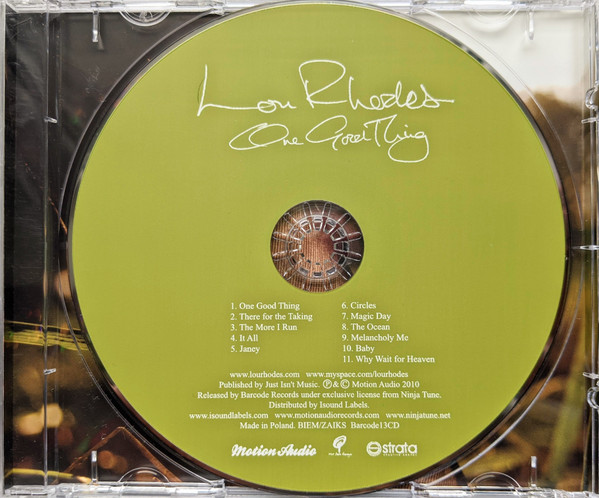 Lou Rhodes
One Good Thing
1. One Good Thing
2. There for the Taking
3. The More I Run
4. It All
5. Janey
6. Circles
7. Magic Day
8. The Ocean
9. Melancholy Me
10. Baby
11. Why Wait for Heaven
www.lourhodes.com www.myspace.com/lourhodes
Published by Just Isn't Music. Ⓟ & © Motion Audio 2010
Released by Barcode Records under exclusive license from Ninja Tune.
Distributed by Isound Labels.
www.isoundlabels.com www.motionaudiorecords.com www.ninjatune.net
Made in Poland. BIEM/ZAIKS Barcode13CD
Motion Audio
strata